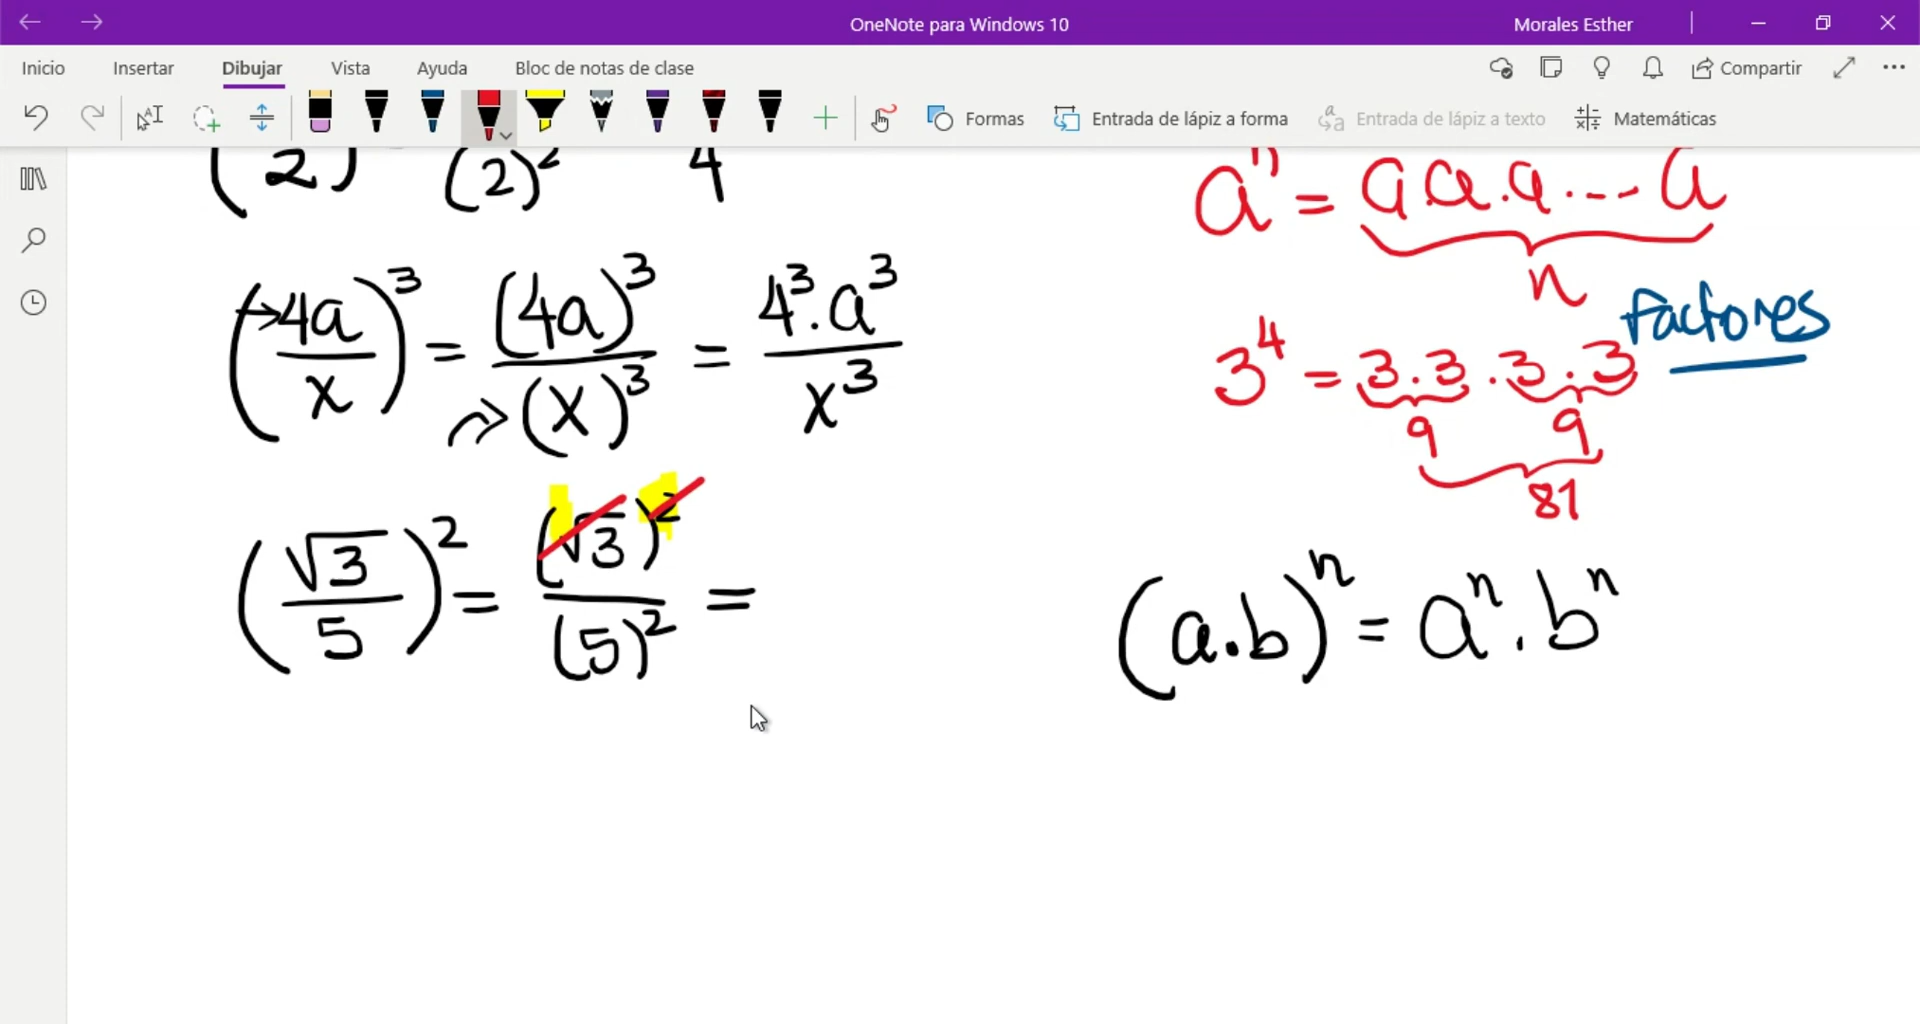 OneNote para Windows 10
Morales Esther
Inicio Insertar Dibujar Vista Ayuda Bloc de notas de clase Compartir
Formas Entrada de lápiz a forma Entrada de lápiz a texto Matemáticas
2) (2)² 4
aⁿ = a.a.a.... a
n
(4a/x)³ = (4a)³/(x)³ = 4³.a³/x³
factores
3⁴ = 3.3.3.3
9 9
81
(√3/5)² = (√3)²/(5)² =
(a.b)ⁿ = aⁿ.bⁿ